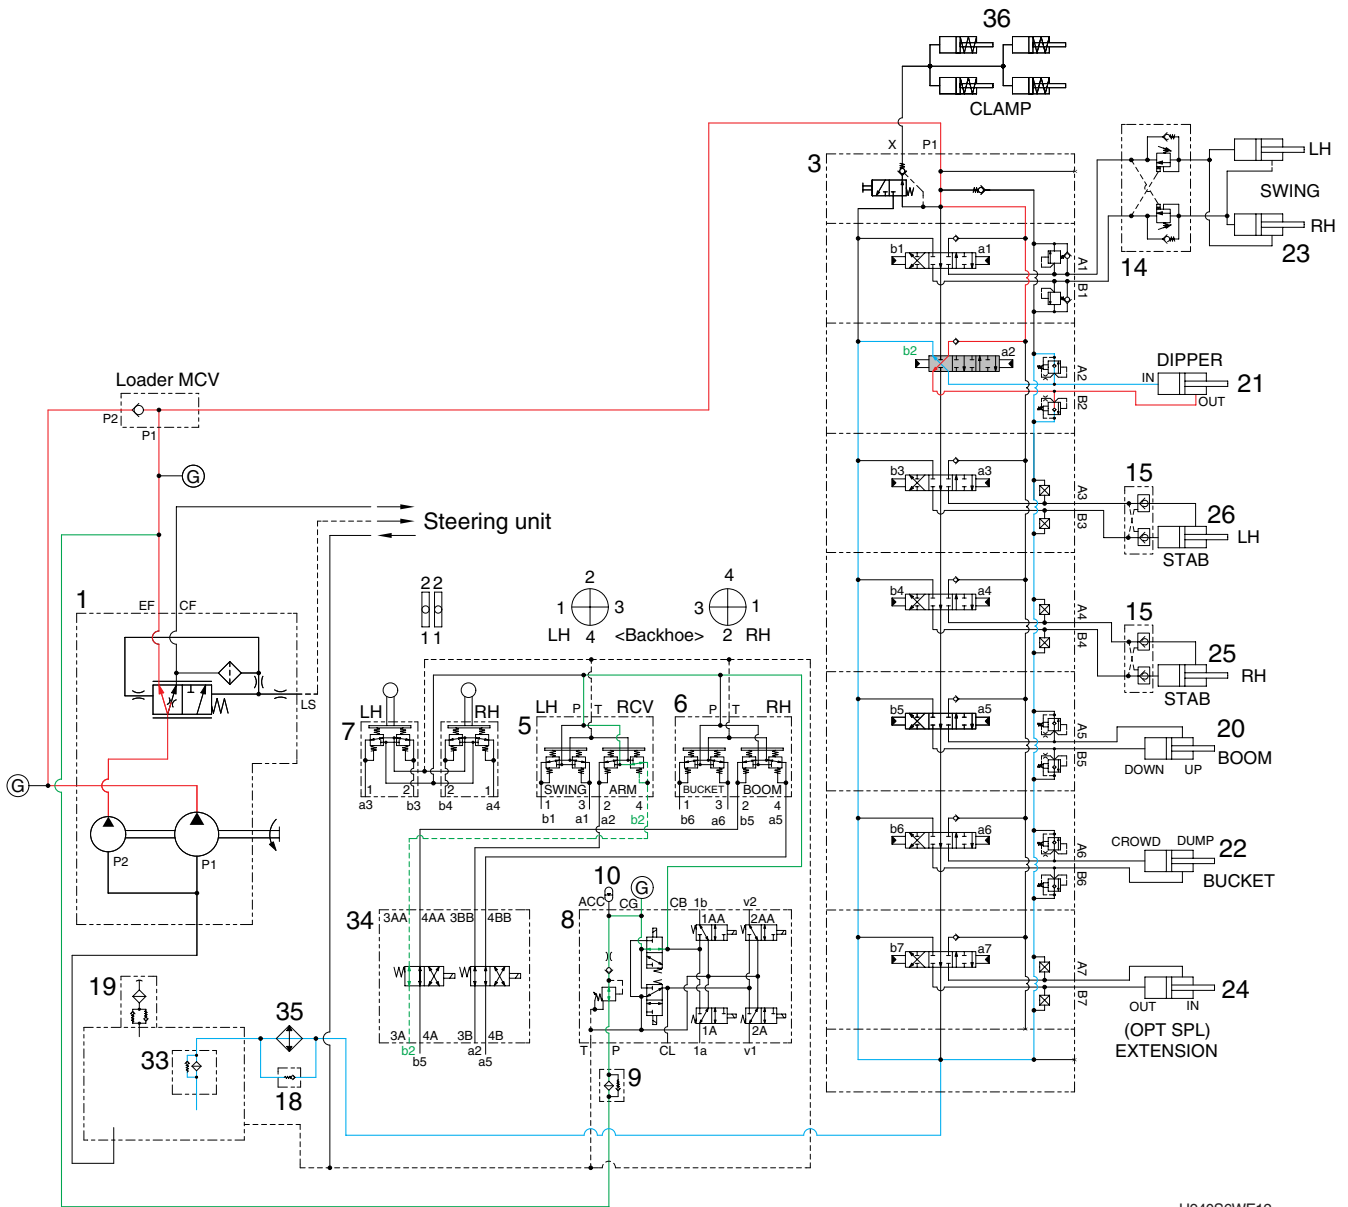 36
CLAMP
X P1
3
LH
SWING
RH
14 23
b1 a1 A1
B1
b2 a2 A2
B2
DIPPER
IN 21
OUT
Loader MCV
P2
P1
G
b3 a3 A3
B3
15
26
LH
STAB
Steering unit
1
EF CF
LS
22
11
2
1 3
LH 4
<Backhoe>
4
3 1
2 RH
b4 a4 A4
B4
15
25
RH
STAB
7 LH RH
1 2 2 1
a3 b3 b4 a4
5 LH P T RCV
SWING ARM
1 3 2 4
b1 a1 a2 b2
6 P T RH
BUCKET BOOM
1 3 2 4
b6 a6 b5 a5
b5 a5 A5
B5
20
BOOM
DOWN UP
G
P2 P1
b6 a6 A6
B6
CROWD DUMP 22
BUCKET
10 G
ACC CG CB 1b v2
8
1AA 2AA
1A 2A
T P CL 1a v1
34 3AA 4AA 3BB 4BB
3A 4A 3B 4B
b2 a2
b5 a5
b7 a7 A7
B7
24
OUT IN
(OPT SPL)
EXTENSION
19
35
33
18
9